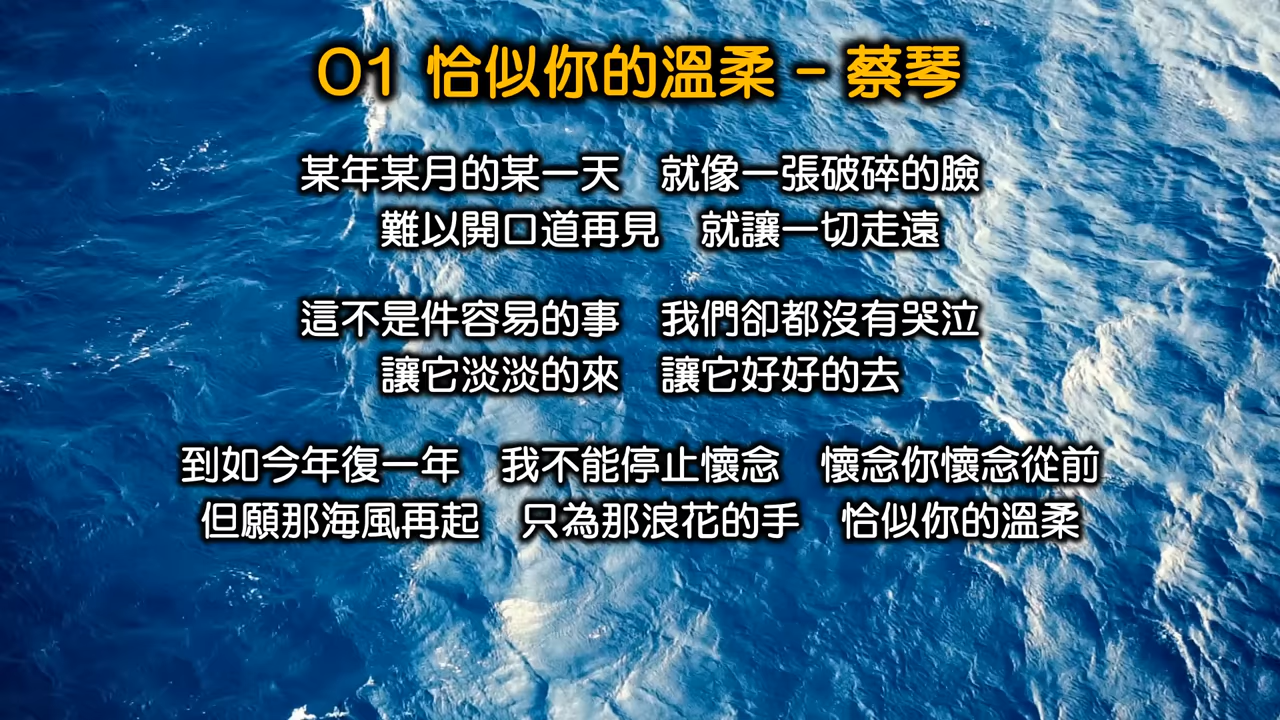 01 恰似你的溫柔 - 蔡琴
某年某月的某一天　就像一張破碎的臉
難以開口道再見　就讓一切走遠
這不是件容易的事　我們卻都沒有哭泣
讓它淡淡的來　讓它好好的去
到如今年復一年　我不能停止懷念　懷念你懷念從前
但願那海風再起　只為那浪花的手　恰似你的溫柔